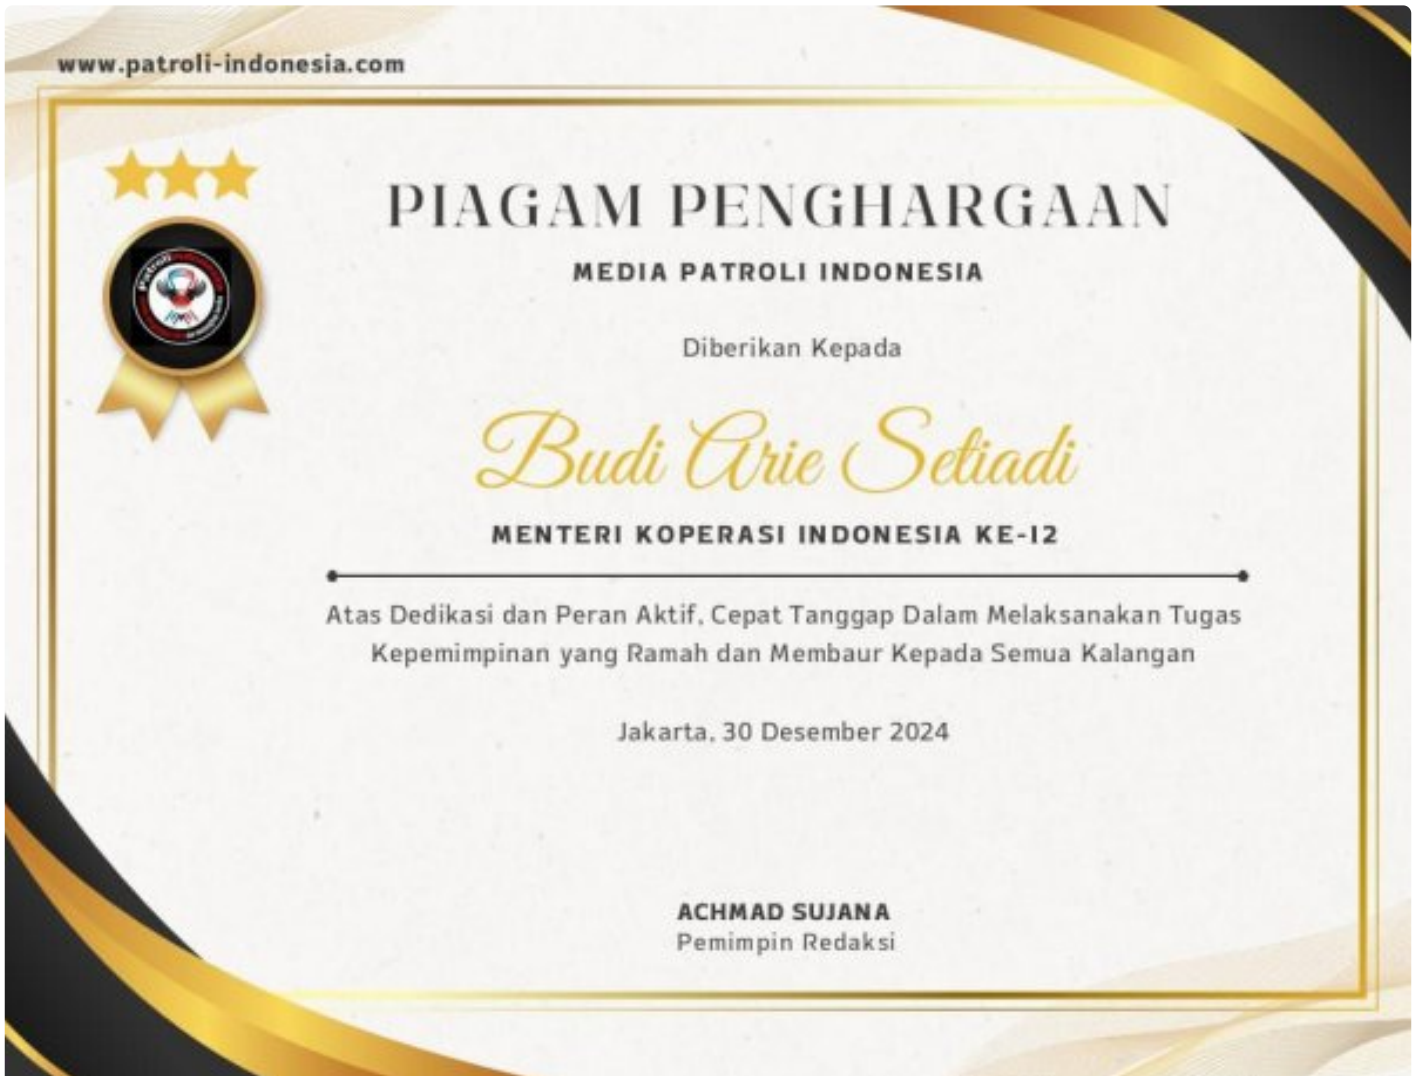 www.patroli-indonesia.com
PIAGAM PENGHARGAAN
MEDIA PATROLI INDONESIA
Diberikan Kepada
Budi Arie Setiadi
MENTERI KOPERASI INDONESIA KE-12
Atas Dedikasi dan Peran Aktif, Cepat Tanggap Dalam Melaksanakan Tugas
Kepemimpinan yang Ramah dan Membaur Kepada Semua Kalangan
Jakarta, 30 Desember 2024
ACHMAD SUJANA
Pemimpin Redaksi